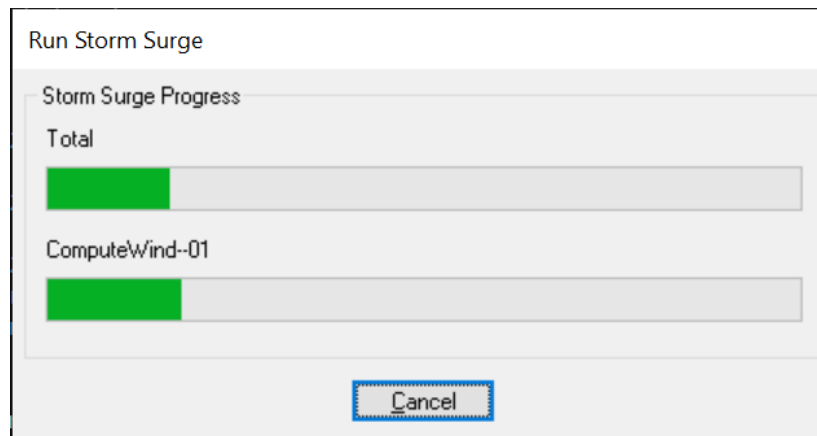 Run Storm Surge
Storm Surge Progress
Total
ComputeWind--01
Cancel